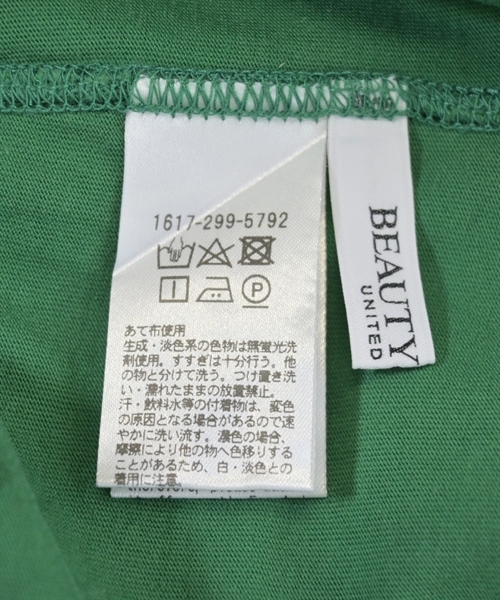 1617-299-5792
P
あて布使用
生成・淡色系の色物は無蛍光洗
剤使用。すすぎは十分行う。他
の物と分けて洗う。つけ置き洗
い・濡れたままの放置禁止。
汗・飲料水等の付着物は、変色
の原因となる場合があるので速
やかに洗い流す。濃色の場合、
摩擦により他の物へ色移りする
ことがあるため、白・淡色との
着用に注意。
BEAUTY
UNITED